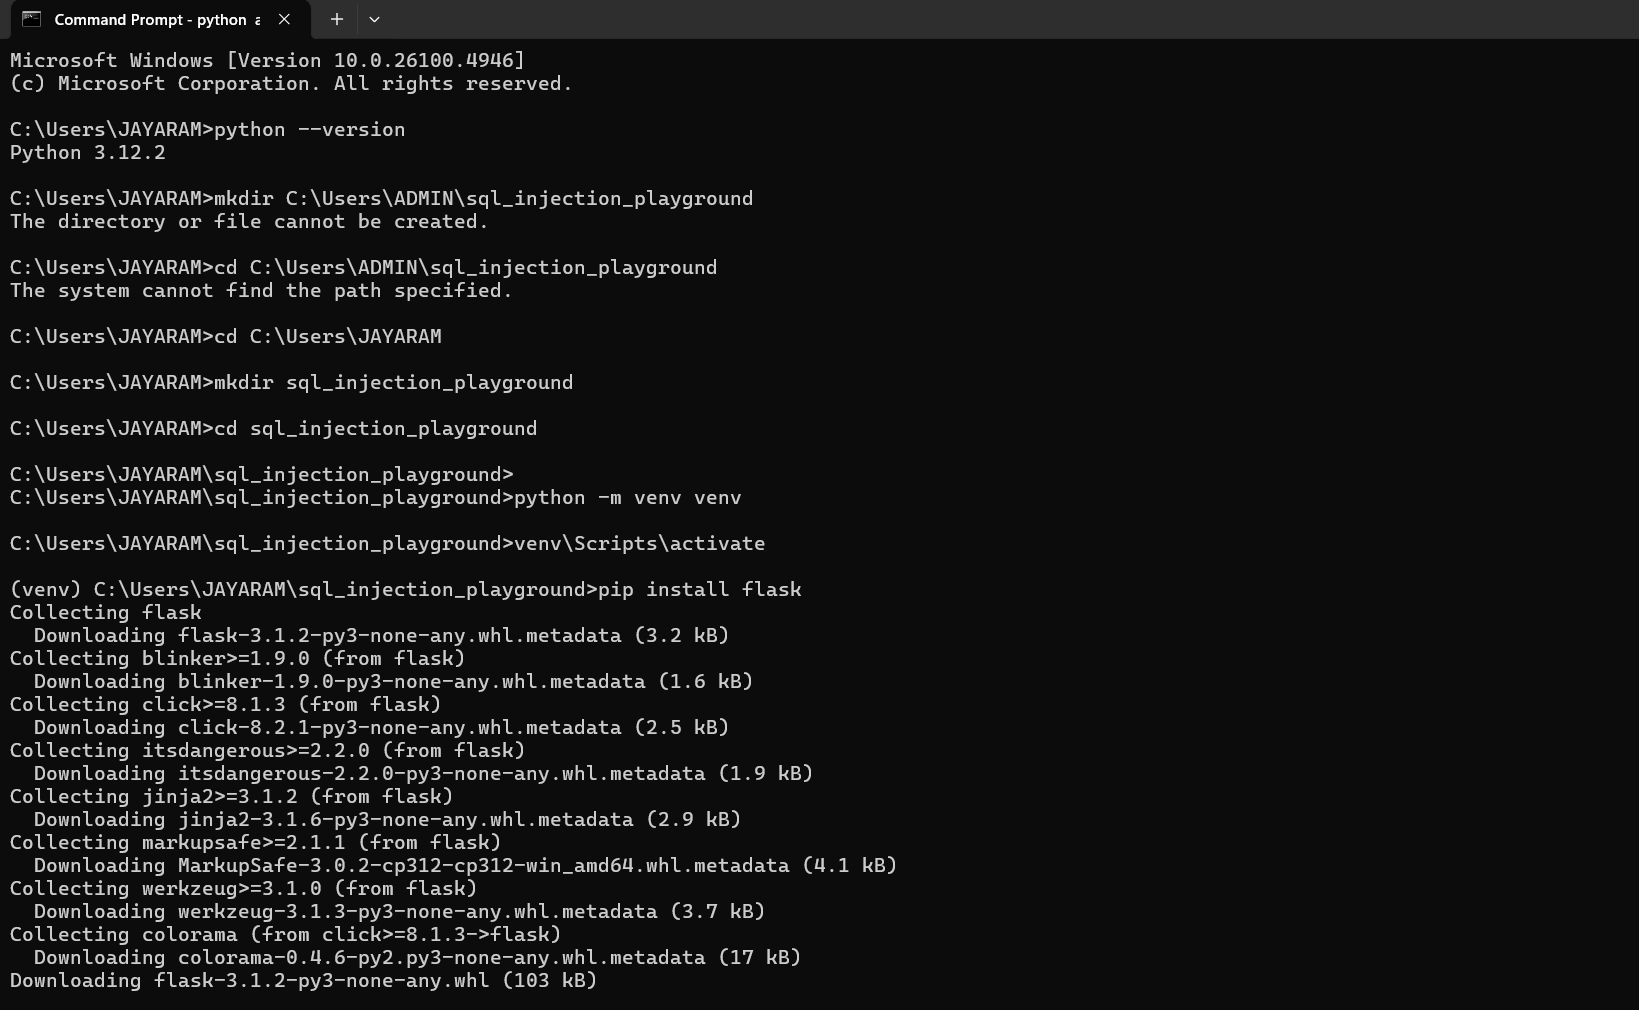 Command Prompt - python a
Microsoft Windows [Version 10.0.26100.4946]
(c) Microsoft Corporation. All rights reserved.
C:\Users\JAYARAM>python --version
Python 3.12.2
C:\Users\JAYARAM>mkdir C:\Users\ADMIN\sql_injection_playground
The directory or file cannot be created.
C:\Users\JAYARAM>cd C:\Users\ADMIN\sql_injection_playground
The system cannot find the path specified.
C:\Users\JAYARAM>cd C:\Users\JAYARAM
C:\Users\JAYARAM>mkdir sql_injection_playground
C:\Users\JAYARAM>cd sql_injection_playground
C:\Users\JAYARAM\sql_injection_playground>
C:\Users\JAYARAM\sql_injection_playground>python -m venv venv
C:\Users\JAYARAM\sql_injection_playground>venv\Scripts\activate
(venv) C:\Users\JAYARAM\sql_injection_playground>pip install flask
Collecting flask
  Downloading flask-3.1.2-py3-none-any.whl.metadata (3.2 kB)
Collecting blinker>=1.9.0 (from flask)
  Downloading blinker-1.9.0-py3-none-any.whl.metadata (1.6 kB)
Collecting click>=8.1.3 (from flask)
  Downloading click-8.2.1-py3-none-any.whl.metadata (2.5 kB)
Collecting itsdangerous>=2.2.0 (from flask)
  Downloading itsdangerous-2.2.0-py3-none-any.whl.metadata (1.9 kB)
Collecting jinja2>=3.1.2 (from flask)
  Downloading jinja2-3.1.6-py3-none-any.whl.metadata (2.9 kB)
Collecting markupsafe>=2.1.1 (from flask)
  Downloading MarkupSafe-3.0.2-cp312-cp312-win_amd64.whl.metadata (4.1 kB)
Collecting werkzeug>=3.1.0 (from flask)
  Downloading werkzeug-3.1.3-py3-none-any.whl.metadata (3.7 kB)
Collecting colorama (from click>=8.1.3->flask)
  Downloading colorama-0.4.6-py2.py3-none-any.whl.metadata (17 kB)
Downloading flask-3.1.2-py3-none-any.whl (103 kB)